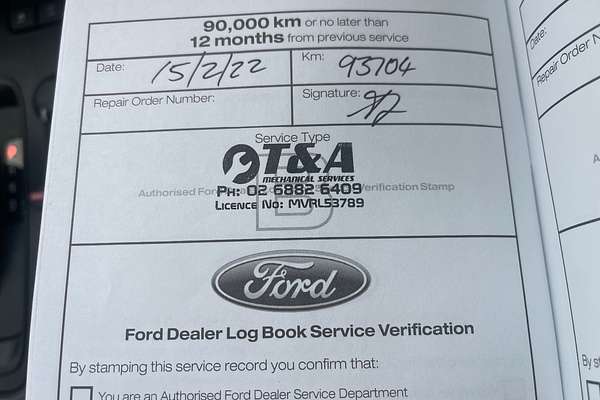 90,000 km or no later than
12 months from previous service
Date: 15/2/22 Km: 93704
Repair Order Number: Signature:
Service Type
T&A
MECHANICAL SERVICES
Authorised For Verification Stamp
PH: 02 6882 6409
LICENCE NO: MVRL53789
B
Ford
Ford Dealer Log Book Service Verification
By stamping this service record you confirm that:
You are an Authorised Ford Dealer Service Department
Date:
Repair Order N
A
By s